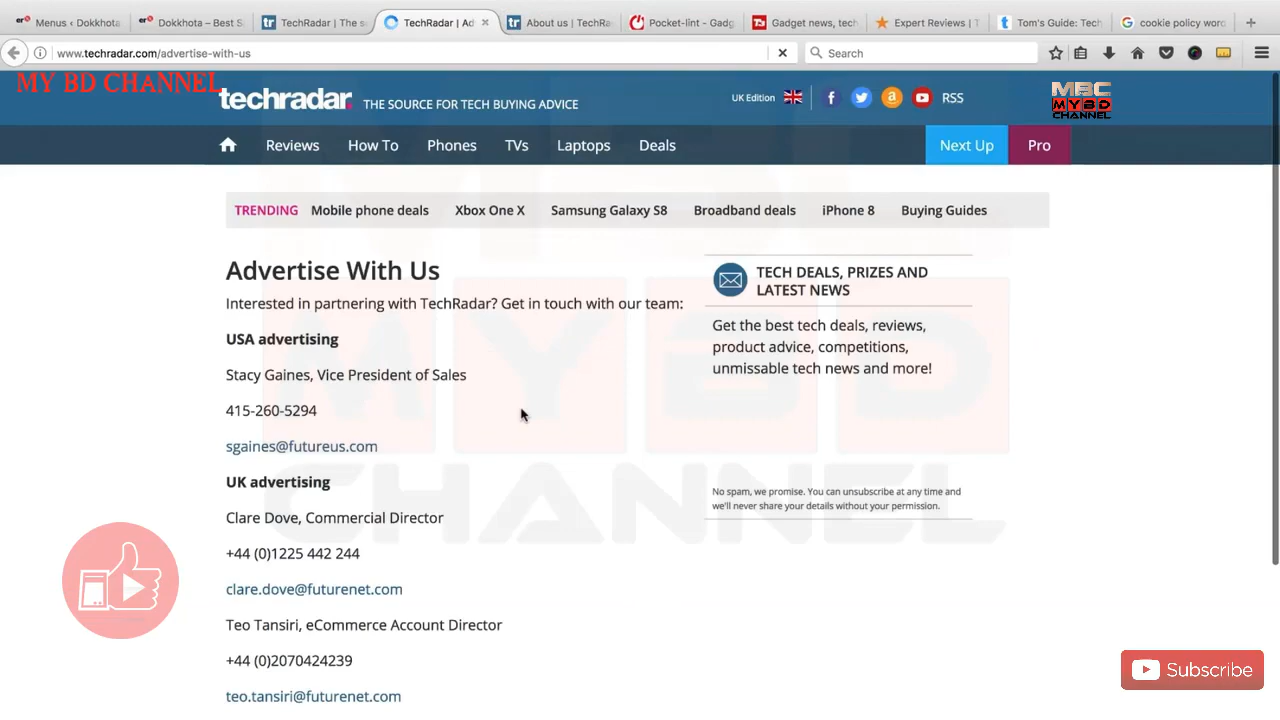 Menus ‹ Dokkhota
Dokkhota – Best S
TechRadar | The so
TechRadar | Ad
About us | TechRa
Pocket-lint - Gadg
Gadget news, tech
Expert Reviews | T
Tom's Guide: Tech
cookie policy word
www.techradar.com/advertise-with-us
Search
MY BD CHANNEL
techradar. THE SOURCE FOR TECH BUYING ADVICE
UK Edition
RSS
MBC
MYBD
CHANNEL
Reviews How To Phones TVs Laptops Deals Next Up Pro
TRENDING Mobile phone deals Xbox One X Samsung Galaxy S8 Broadband deals iPhone 8 Buying Guides
Advertise With Us
Interested in partnering with TechRadar? Get in touch with our team:
USA advertising
Stacy Gaines, Vice President of Sales
415-260-5294
sgaines@futureus.com
UK advertising
Clare Dove, Commercial Director
+44 (0)1225 442 244
clare.dove@futurenet.com
Teo Tansiri, eCommerce Account Director
+44 (0)2070424239
teo.tansiri@futurenet.com
TECH DEALS, PRIZES AND
LATEST NEWS
Get the best tech deals, reviews,
product advice, competitions,
unmissable tech news and more!
No spam, we promise. You can unsubscribe at any time and
we'll never share your details without your permission.
MYBD
CHANNEL
Subscribe